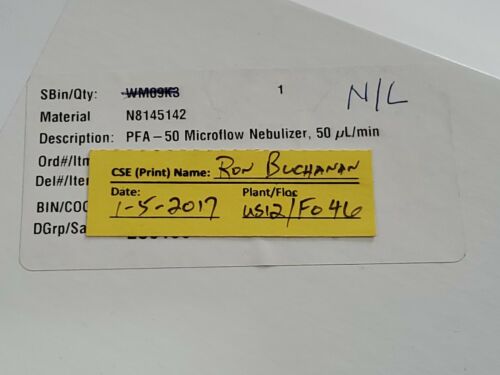 SBin/Qty: WM09K3 1 N/L
Material N8145142
Description: PFA-50 Microflow Nebulizer, 50 µL/min
Ord#/Itm
Del#/Iter
BIN/COO
DGrp/Sa
CSE (Print) Name: RON BUCHANAN
Date: Plant/Floc
1-5-2017 US12/F046